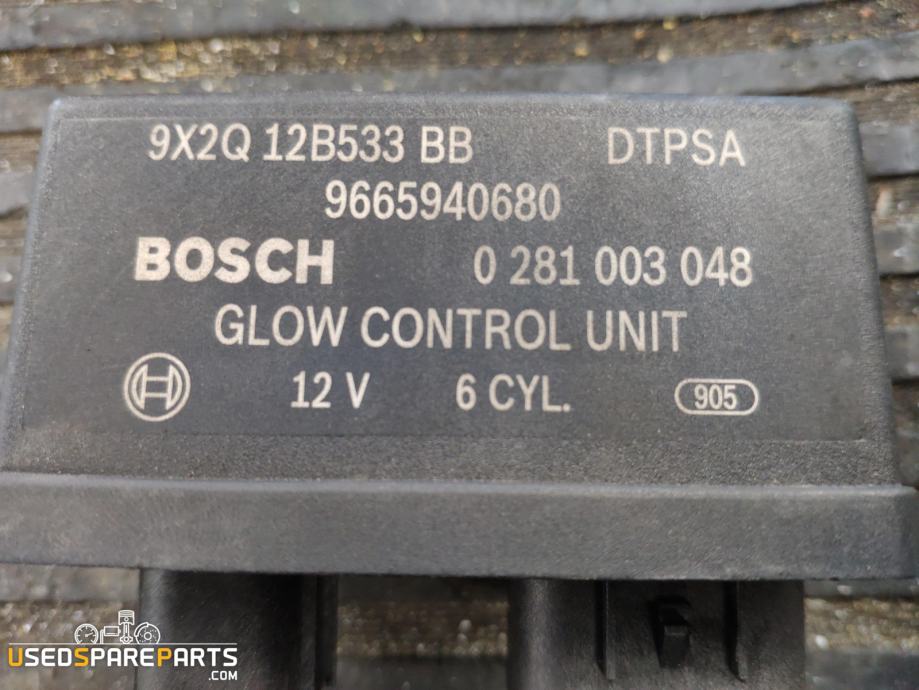 9X2Q 12B533 BB DTPSA
9665940680
BOSCH 0 281 003 048
GLOW CONTROL UNIT
12 V 6 CYL. 905
USEDSPAREPARTS
.COM